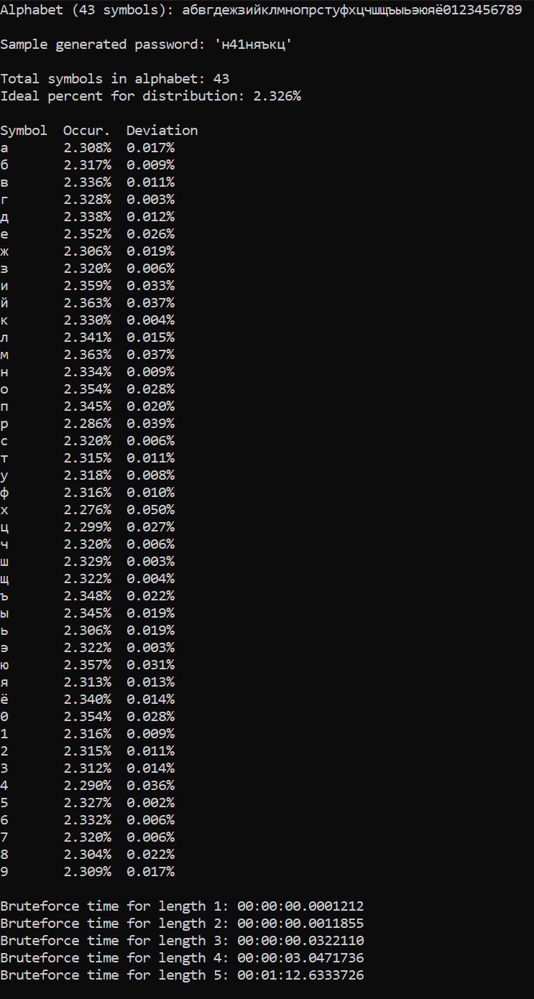 Alphabet (43 symbols): абвгдежзийклмнопрстуфхцчшщъыьэюяё0123456789
Sample generated password: 'н41няъкц'
Total symbols in alphabet: 43
Ideal percent for distribution: 2.326%
Symbol Occur. Deviation
а 2.308% 0.017%
б 2.317% 0.009%
в 2.336% 0.011%
г 2.328% 0.003%
д 2.338% 0.012%
е 2.352% 0.026%
ж 2.306% 0.019%
з 2.320% 0.006%
и 2.359% 0.033%
й 2.363% 0.037%
к 2.330% 0.004%
л 2.341% 0.015%
м 2.363% 0.037%
н 2.334% 0.009%
о 2.354% 0.028%
п 2.345% 0.020%
р 2.286% 0.039%
с 2.320% 0.006%
т 2.315% 0.011%
у 2.318% 0.008%
ф 2.316% 0.010%
х 2.276% 0.050%
ц 2.299% 0.027%
ч 2.320% 0.006%
ш 2.329% 0.003%
щ 2.322% 0.004%
ъ 2.348% 0.022%
ы 2.345% 0.019%
ь 2.306% 0.019%
э 2.322% 0.003%
ю 2.357% 0.031%
я 2.313% 0.013%
ё 2.340% 0.014%
0 2.354% 0.028%
1 2.316% 0.009%
2 2.315% 0.011%
3 2.312% 0.014%
4 2.290% 0.036%
5 2.327% 0.002%
6 2.332% 0.006%
7 2.320% 0.006%
8 2.304% 0.022%
9 2.309% 0.017%
Bruteforce time for length 1: 00:00:00.0001212
Bruteforce time for length 2: 00:00:00.0011855
Bruteforce time for length 3: 00:00:00.0322110
Bruteforce time for length 4: 00:00:03.0471736
Bruteforce time for length 5: 00:01:12.6333726